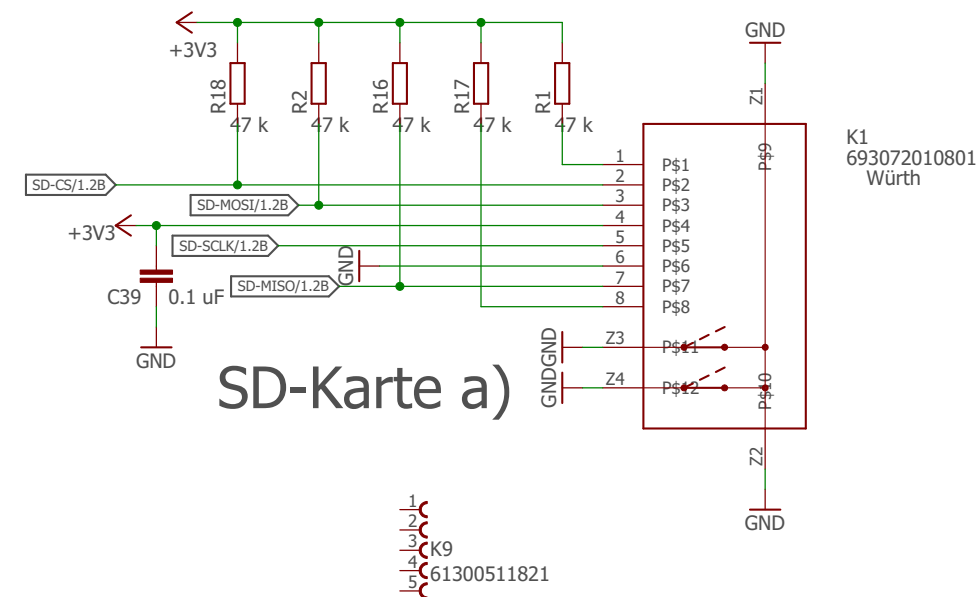 +3V3
R18
47 k
R2
47 k
R16
47 k
R17
47 k
R1
47 k
GND
Z1
P$9
K1
693072010801
Würth
1
P$1
SD-CS/1.2B
2
P$2
SD-MOSI/1.2B
3
P$3
+3V3
4
P$4
SD-SCLK/1.2B
5
P$5
GND
6
P$6
SD-MISO/1.2B
7
P$7
8
P$8
C39
0.1 uF
GND
GND
Z3
P$11
GND
Z4
P$12
P$10
SD-Karte a)
Z2
GND
1
2
3
K9
4
61300511821
5